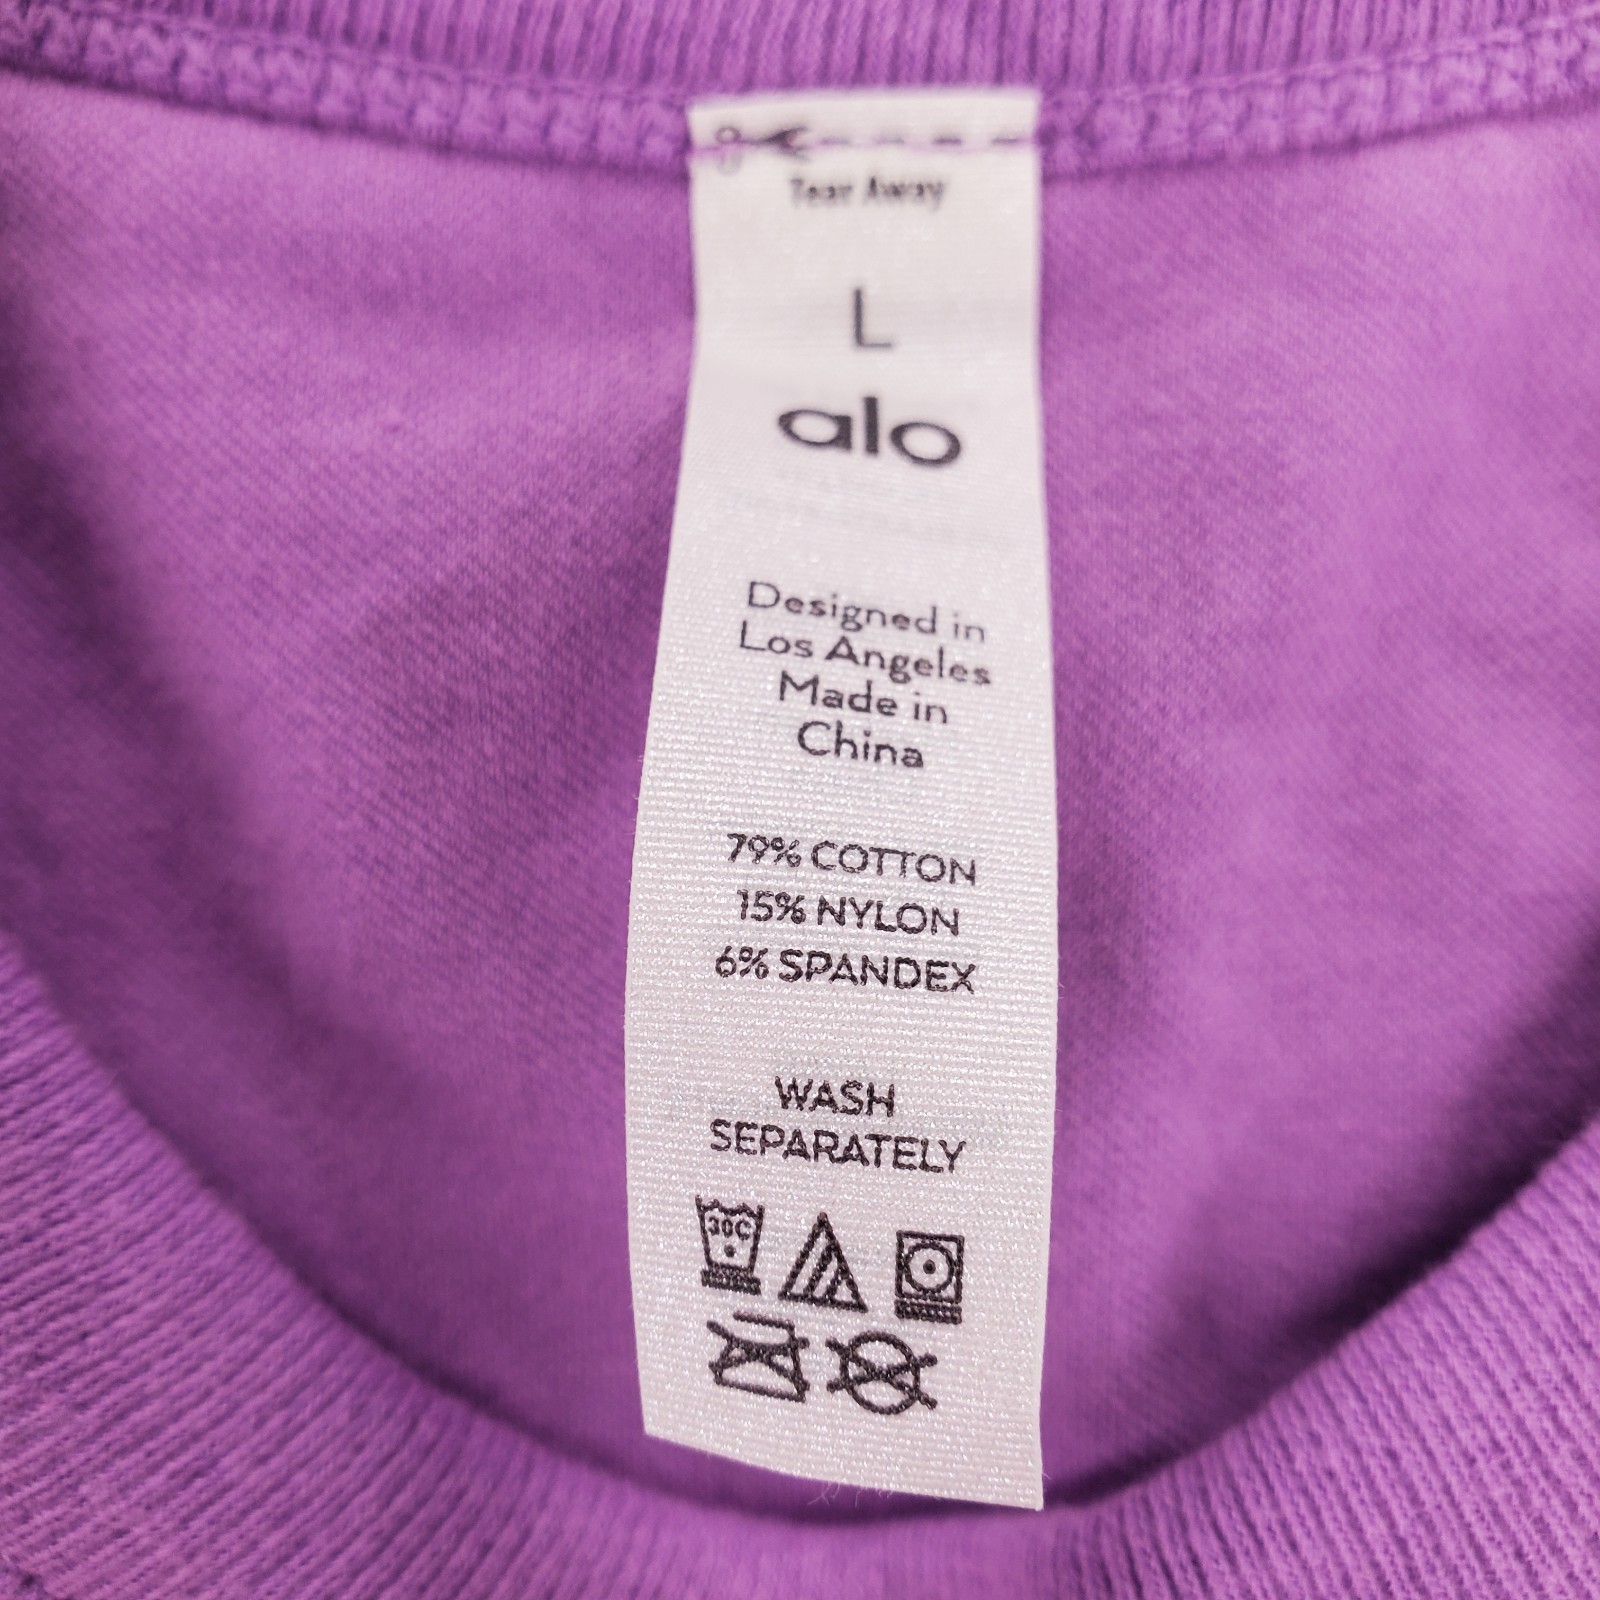 Tear Away
L
alo
Designed in
Los Angeles
Made in
China
79% COTTON
15% NYLON
6% SPANDEX
WASH
SEPARATELY
30C